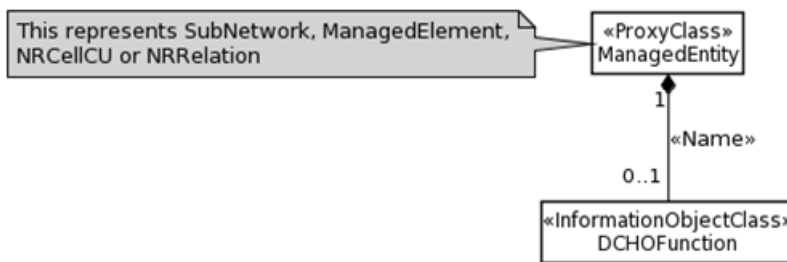 This represents SubNetwork, ManagedElement,
NRCellCU or NRRelation
«ProxyClass»
ManagedEntity
1
«Name»
0..1
«InformationObjectClass»
DCHOFunction